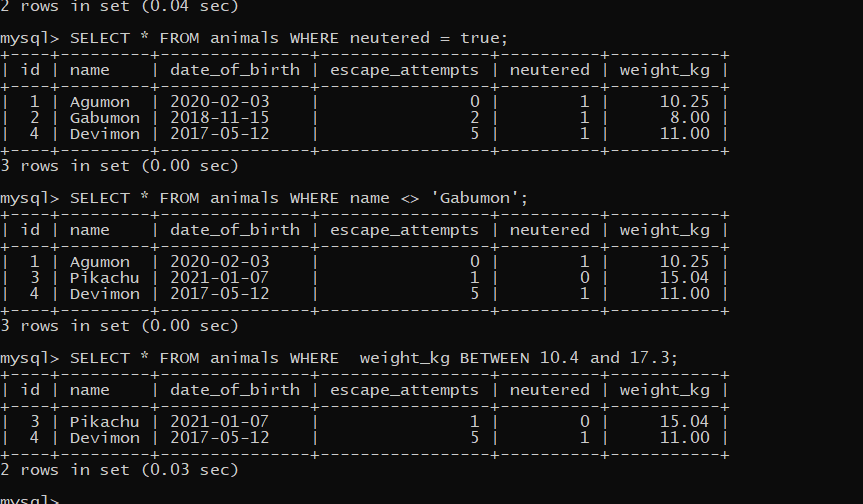 2 rows in set (0.04 sec)
mysql> SELECT * FROM animals WHERE neutered = true;
+----+----------+---------------+-----------------+----------+-----------+
| id | name     | date_of_birth | escape_attempts | neutered | weight_kg |
+----+----------+---------------+-----------------+----------+-----------+
|  1 | Agumon   | 2020-02-03    |               0 |        1 |     10.25 |
|  2 | Gabumon  | 2018-11-15    |               2 |        1 |      8.00 |
|  4 | Devimon  | 2017-05-12    |               5 |        1 |     11.00 |
+----+----------+---------------+-----------------+----------+-----------+
3 rows in set (0.00 sec)
mysql> SELECT * FROM animals WHERE name <> 'Gabumon';
+----+----------+---------------+-----------------+----------+-----------+
| id | name     | date_of_birth | escape_attempts | neutered | weight_kg |
+----+----------+---------------+-----------------+----------+-----------+
|  1 | Agumon   | 2020-02-03    |               0 |        1 |     10.25 |
|  3 | Pikachu  | 2021-01-07    |               1 |        0 |     15.04 |
|  4 | Devimon  | 2017-05-12    |               5 |        1 |     11.00 |
+----+----------+---------------+-----------------+----------+-----------+
3 rows in set (0.00 sec)
mysql> SELECT * FROM animals WHERE  weight_kg BETWEEN 10.4 and 17.3;
+----+----------+---------------+-----------------+----------+-----------+
| id | name     | date_of_birth | escape_attempts | neutered | weight_kg |
+----+----------+---------------+-----------------+----------+-----------+
|  3 | Pikachu  | 2021-01-07    |               1 |        0 |     15.04 |
|  4 | Devimon  | 2017-05-12    |               5 |        1 |     11.00 |
+----+----------+---------------+-----------------+----------+-----------+
2 rows in set (0.03 sec)
mysql>